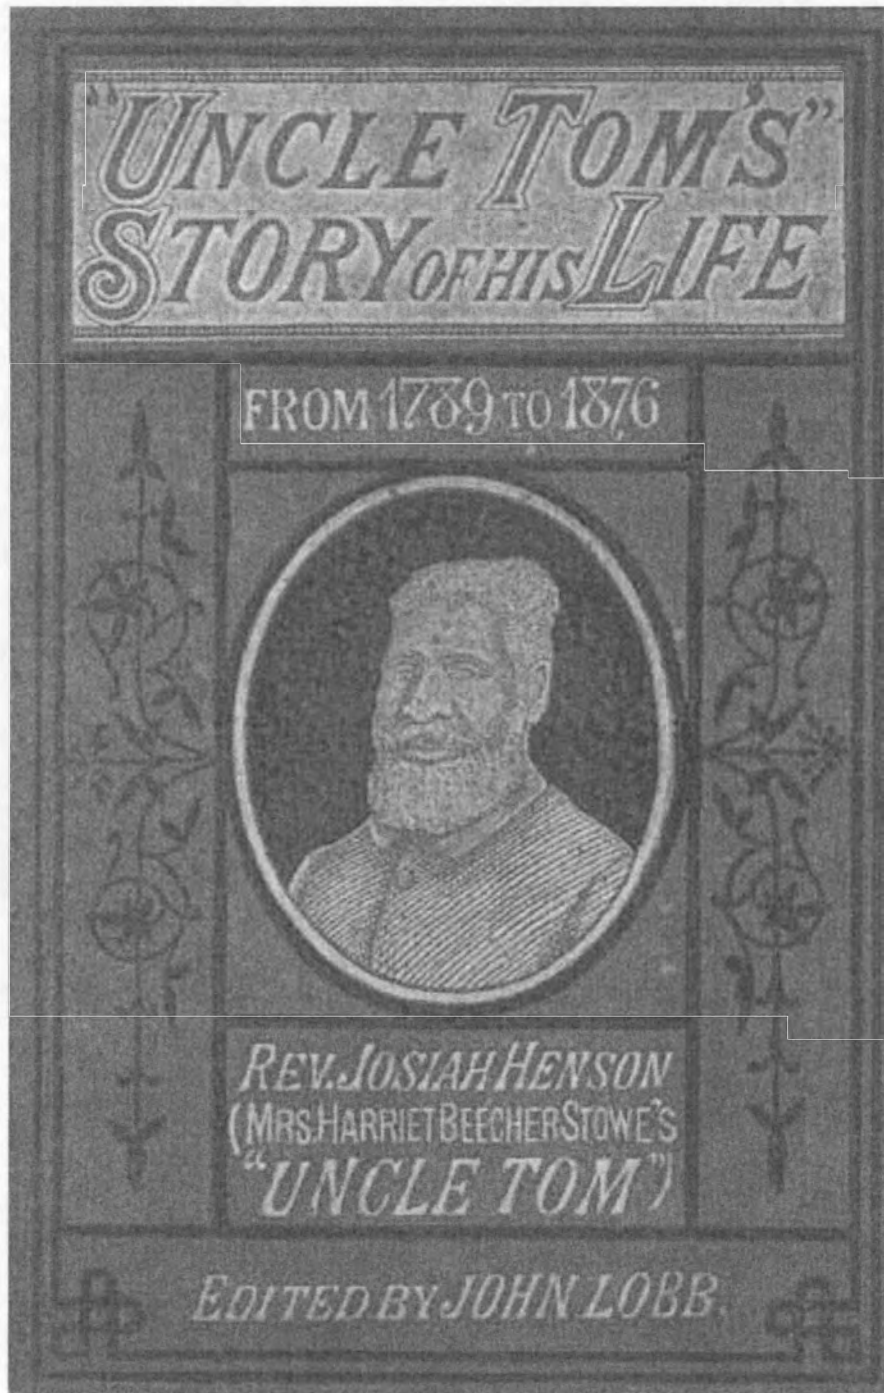 "UNCLE TOM'S"
STORY OF HIS LIFE
FROM 1789 TO 1876
REV. JOSIAH HENSON
(MRS. HARRIET BEECHER STOWE'S
"UNCLE TOM")
EDITED BY JOHN LOBB.